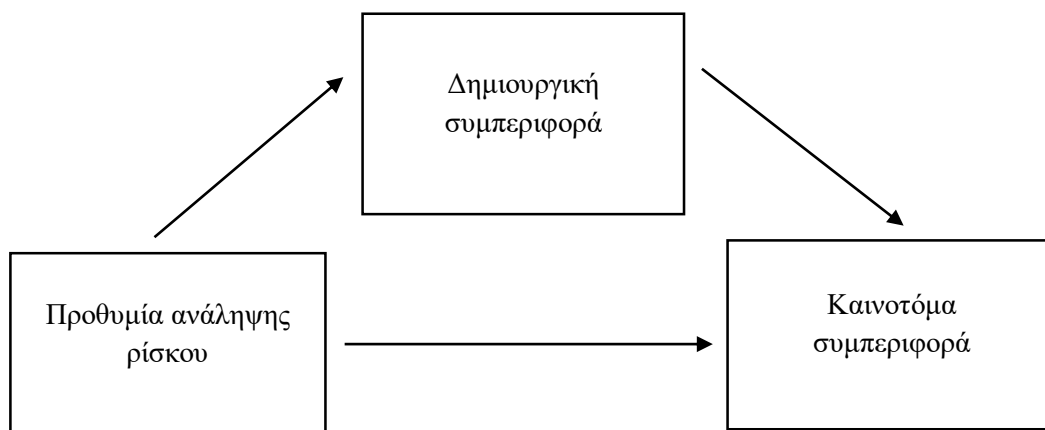 Δημιουργική
συμπεριφορά
Προθυμία ανάληψης
ρίσκου
Καινοτόμα
συμπεριφορά